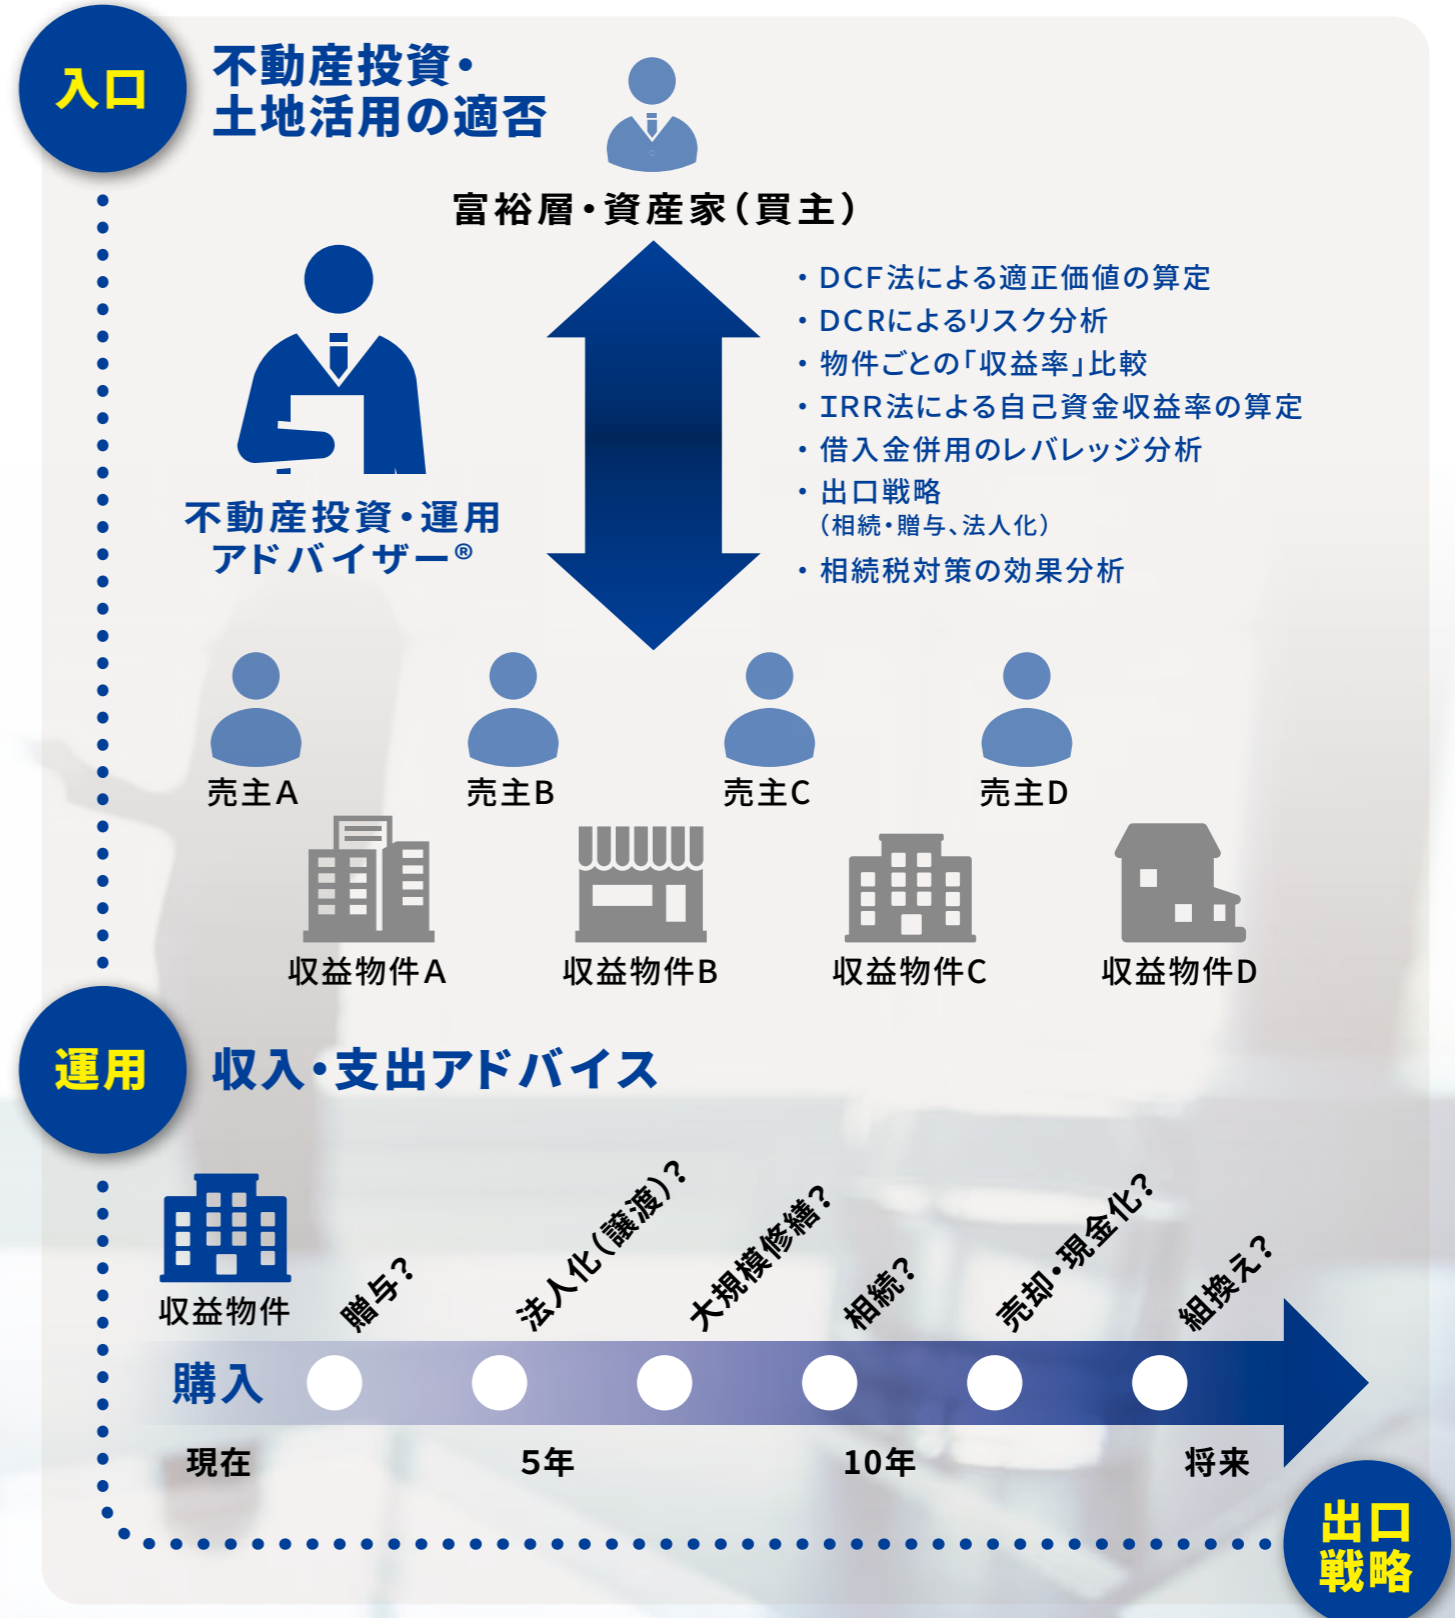 入口
不動産投資・
土地活用の適否
富裕層・資産家（買主）
不動産投資・運用
アドバイザー®
・DCF法による適正価値の算定
・DCRによるリスク分析
・物件ごとの「収益率」比較
・IRR法による自己資金収益率の算定
・借入金併用のレバレッジ分析
・出口戦略
（相続・贈与、法人化）
・相続税対策の効果分析
売主A
売主B
売主C
売主D
収益物件A
収益物件B
収益物件C
収益物件D
運用
収入・支出アドバイス
収益物件
贈与？
法人化（譲渡）？
大規模修繕？
相続？
売却・現金化？
組換え？
購入
現在
5年
10年
将来
出口
戦略